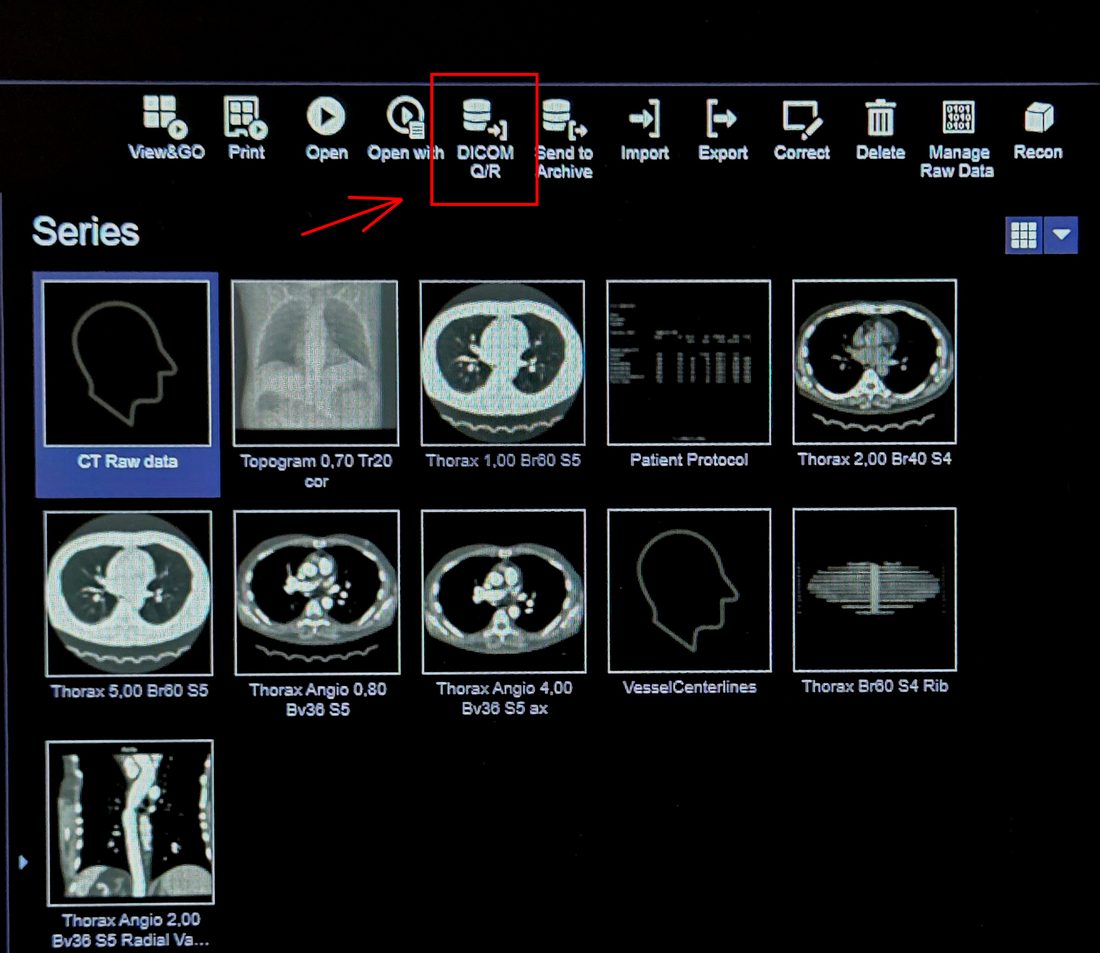 View&GO
Print
Open
Open with
DICOM
Q/R
Send to
Archive
Import
Export
Correct
Delete
Manage
Raw Data
Recon
Series
CT Raw data
Topogram 0,70 Tr20
cor
Thorax 1,00 Br60 S5
Patient Protocol
Thorax 2,00 Br40 S4
Thorax 5,00 Br60 S5
Thorax Angio 0,80
Bv36 S5
Thorax Angio 4,00
Bv36 S5 ax
VesselCenterlines
Thorax Br60 S4 Rib
Thorax Angio 2,00
Bv36 S5 Radial Va...